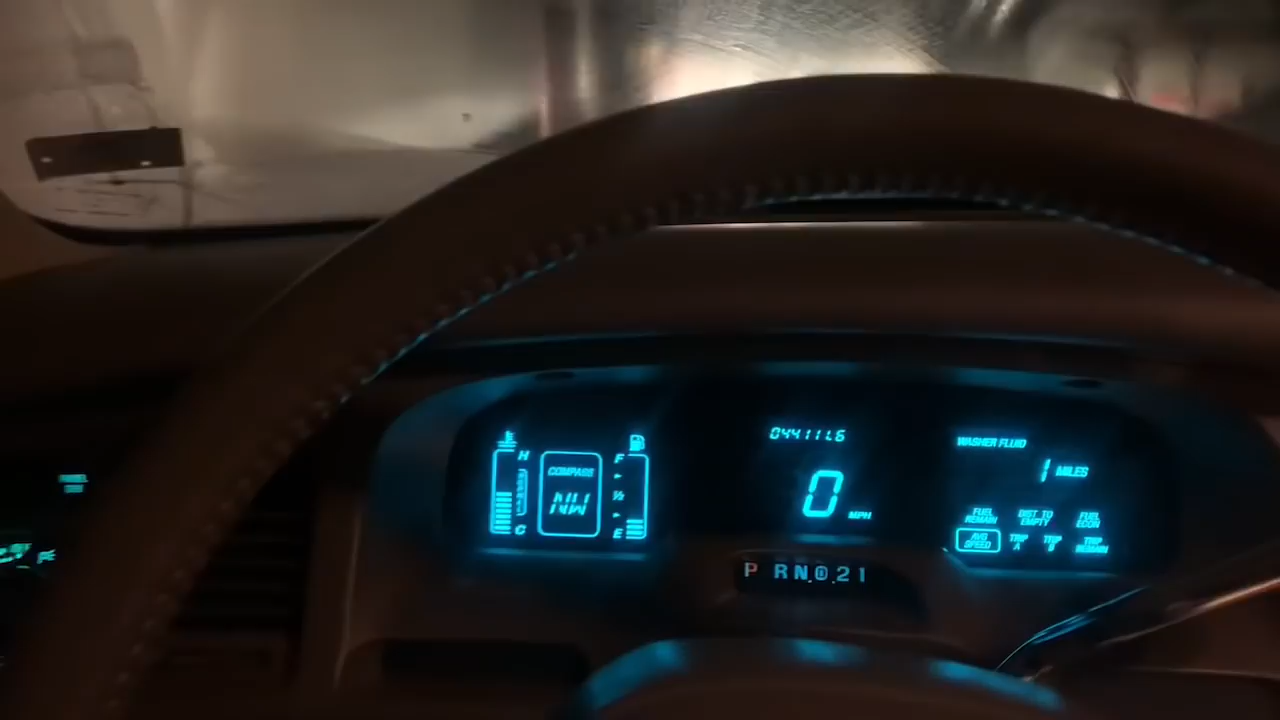 H
COMPASS
NW
C
F
1/2
E
MPH
0
WASHER FLUID
1 MILES
FUEL REMAIN
DIST TO EMPTY
FUEL ECON
AVG SPEED
TRIP A
TRIP B
TRIP REMAIN
P R N D 2 1